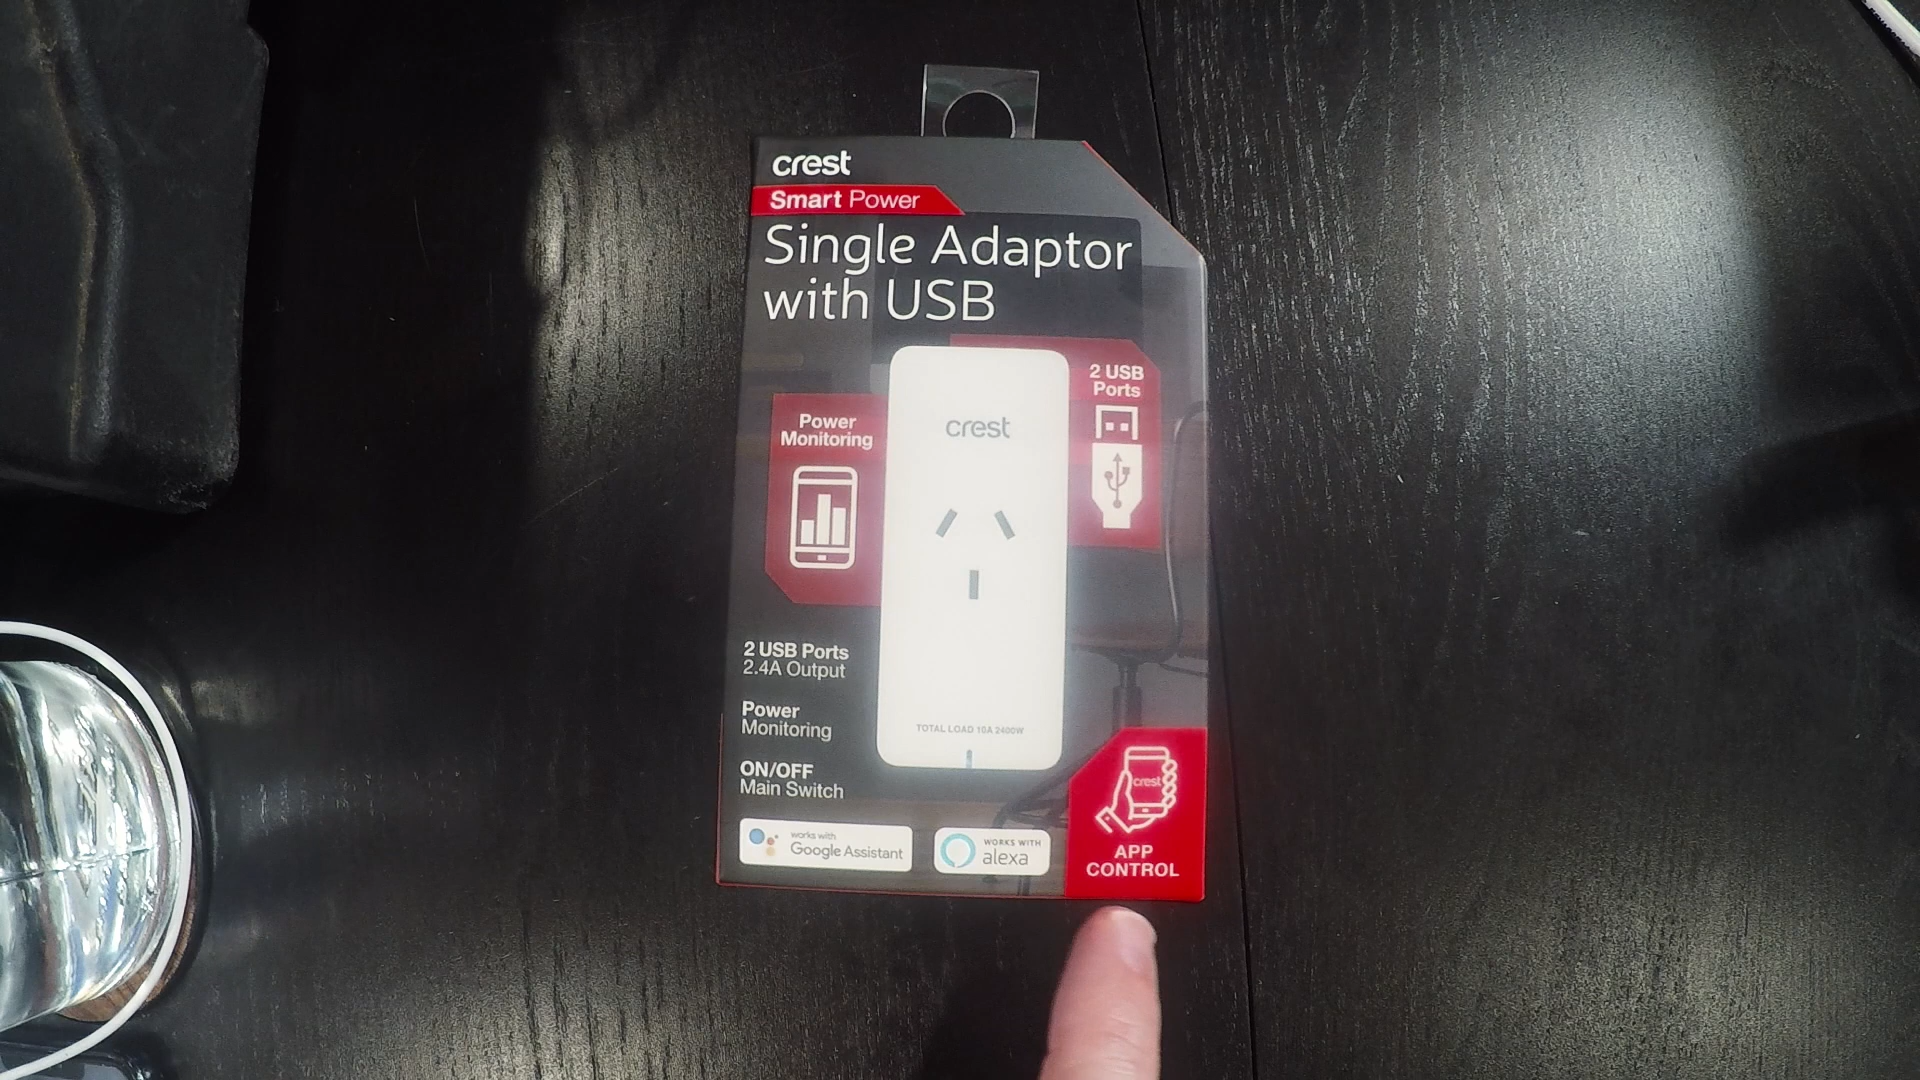 crest
Smart Power
Single Adaptor
with USB
2 USB
Ports
Power
Monitoring
crest
2 USB Ports
2.4A Output
Power
Monitoring
TOTAL LOAD 10A 2400W
ON/OFF
Main Switch
crest
works with
Google Assistant
WORKS WITH
alexa
APP
CONTROL